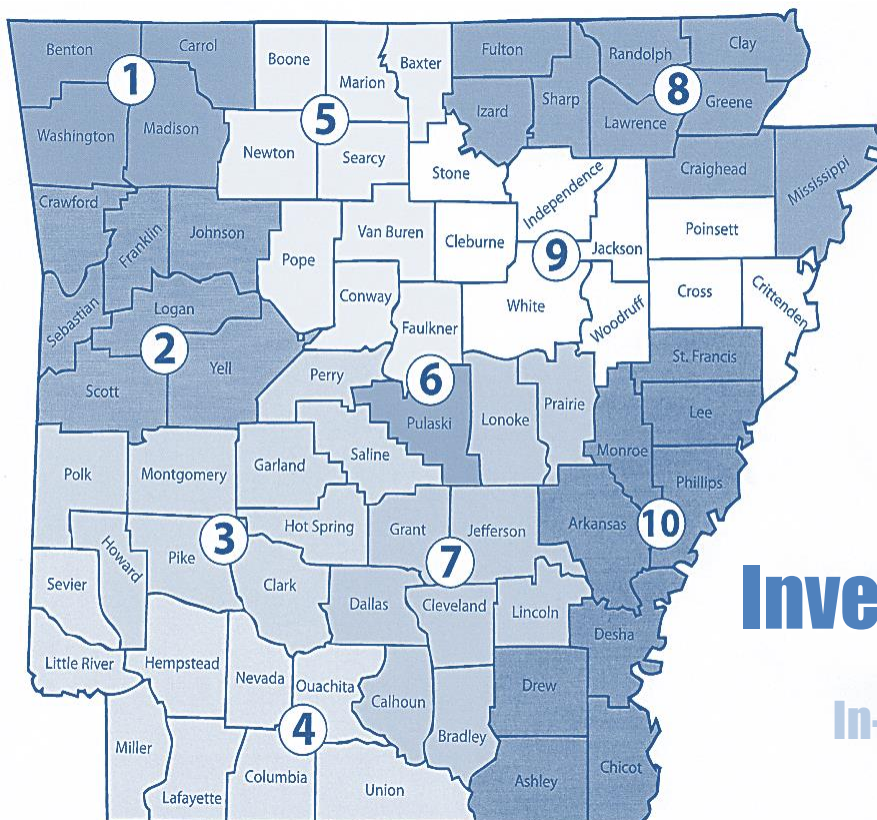 Benton
Carrol
Boone
Marion
Baxter
Fulton
Randolph
Clay
1
5
8
Izard
Sharp
Lawrence
Greene
Washington
Madison
Newton
Searcy
Stone
Independence
Craighead
Mississippi
Crawford
Franklin
Johnson
Pope
Van Buren
Cleburne
9
Jackson
Poinsett
Sebastian
Logan
Conway
Faulkner
White
Woodruff
Cross
Crittenden
2
Scott
Yell
Perry
6
Pulaski
Lonoke
Prairie
St. Francis
Lee
Monroe
Phillips
Polk
Montgomery
Garland
Saline
Hot Spring
Grant
Jefferson
Arkansas
10
Howard
Pike
3
Clark
7
Sevier
Dallas
Cleveland
Lincoln
Desha
Inve
Little River
Hempstead
Nevada
Ouachita
Calhoun
Bradley
Drew
In-
4
Miller
Lafayette
Columbia
Union
Ashley
Chicot